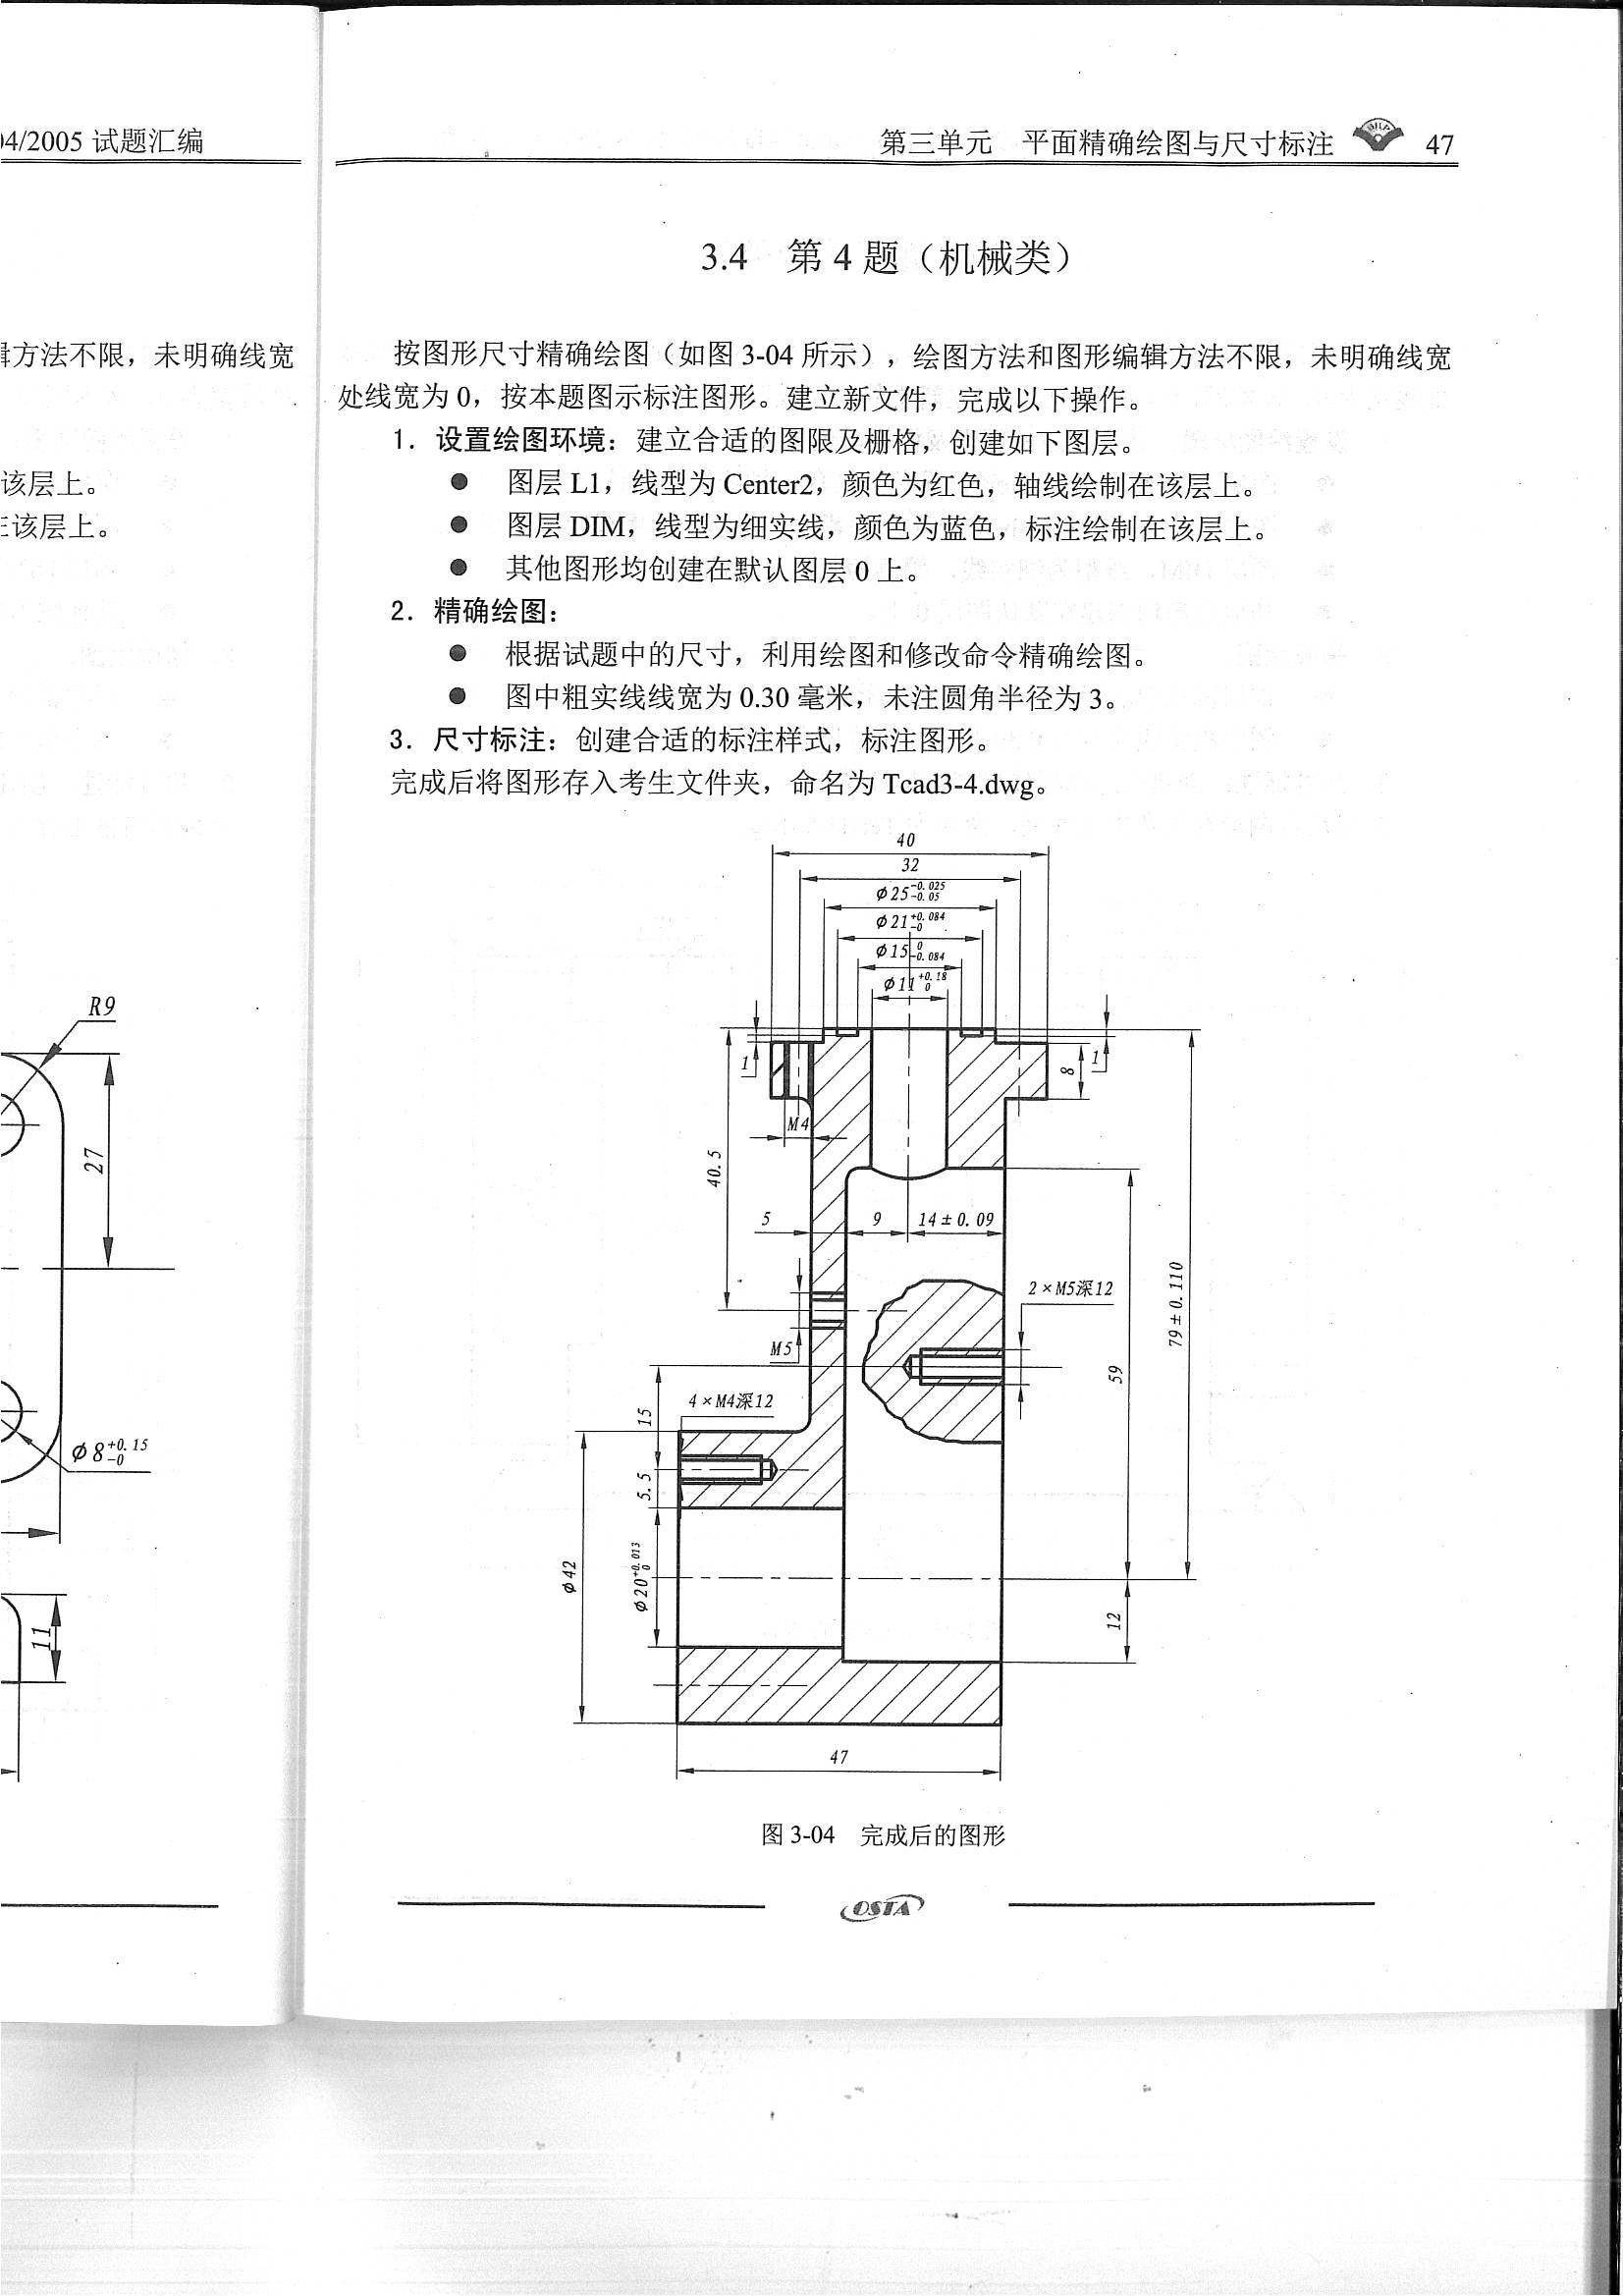 04/2005 试题汇编
辑方法不限，未明确线宽
该层上。
在该层上。
R9
27
ϕ8 +0.15 -0
11
第三单元 平面精确绘图与尺寸标注 47
3.4 第 4 题（机械类）
按图形尺寸精确绘图（如图 3-04 所示），绘图方法和图形编辑方法不限，未明确线宽
处线宽为 0，按本题图示标注图形。建立新文件，完成以下操作。
1．设置绘图环境：建立合适的图限及栅格，创建如下图层。
● 图层 L1，线型为 Center2，颜色为红色，轴线绘制在该层上。
● 图层 DIM，线型为细实线，颜色为蓝色，标注绘制在该层上。
● 其他图形均创建在默认图层 0 上。
2．精确绘图：
● 根据试题中的尺寸，利用绘图和修改命令精确绘图。
● 图中粗实线线宽为 0.30 毫米，未注圆角半径为 3。
3．尺寸标注：创建合适的标注样式，标注图形。
完成后将图形存入考生文件夹，命名为 Tcad3-4.dwg。
40
32
ϕ25 -0.025 -0.05
ϕ21 +0.084 -0
ϕ15 0 -0.084
ϕ11 +0.18 0
1
8
1
M4
40.5
5
9
14±0.09
2×M5深12
79±0.110
M5
59
4×M4深12
15
5.5
ϕ42
ϕ20 +0.013 0
12
47
图 3-04 完成后的图形
OSTA